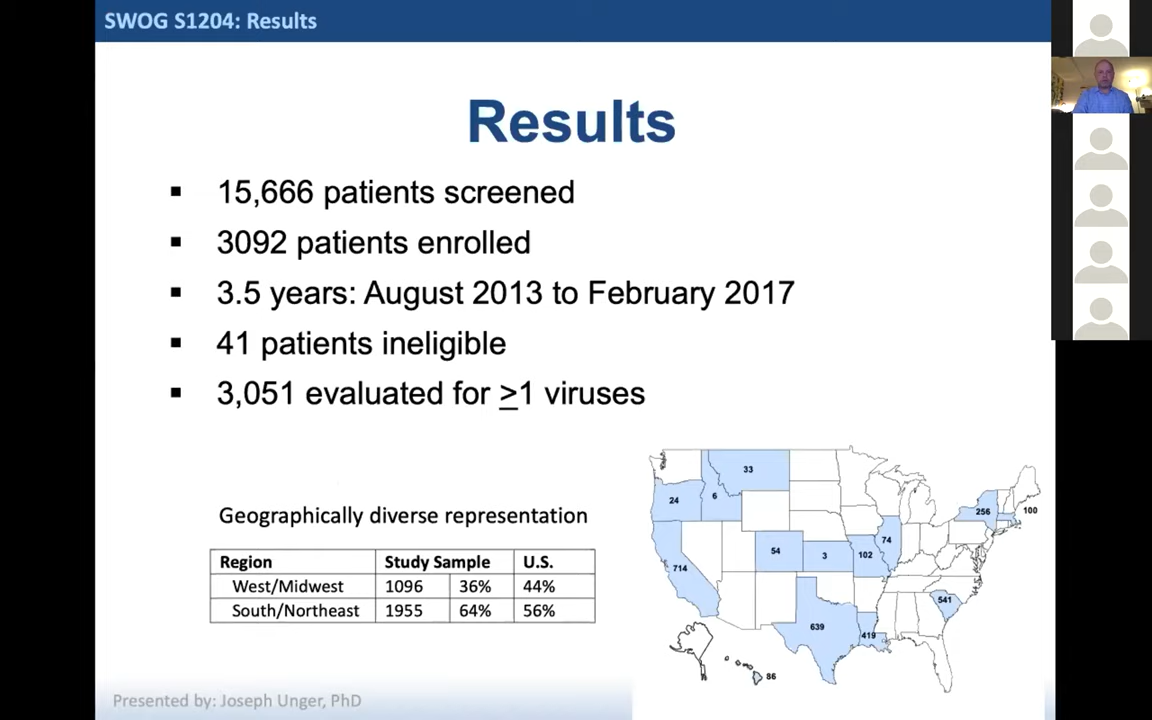 SWOG S1204: Results
Results
▪ 15,666 patients screened
▪ 3092 patients enrolled
▪ 3.5 years: August 2013 to February 2017
▪ 41 patients ineligible
▪ 3,051 evaluated for ≥1 viruses
Geographically diverse representation
Region Study Sample U.S.
West/Midwest 1096 36% 44%
South/Northeast 1955 64% 56%
33
24
6
256
100
54
3
102
74
714
541
639
419
86
Presented by: Joseph Unger, PhD